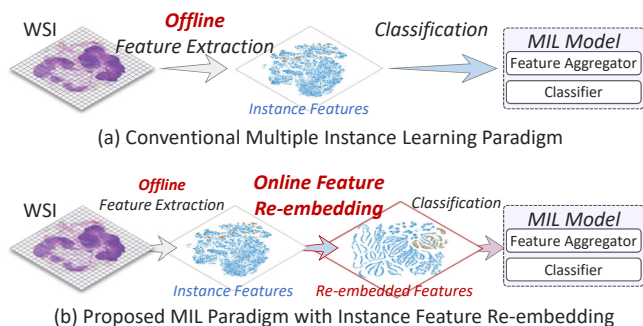 WSI
Offline
Feature Extraction
Classification
MIL Model
Feature Aggregator
Classifier
Instance Features
(a) Conventional Multiple Instance Learning Paradigm
WSI
Offline
Feature Extraction
Online Feature
Re-embedding
Classification
MIL Model
Feature Aggregator
Classifier
Instance Features
Re-embedded Features
(b) Proposed MIL Paradigm with Instance Feature Re-embedding